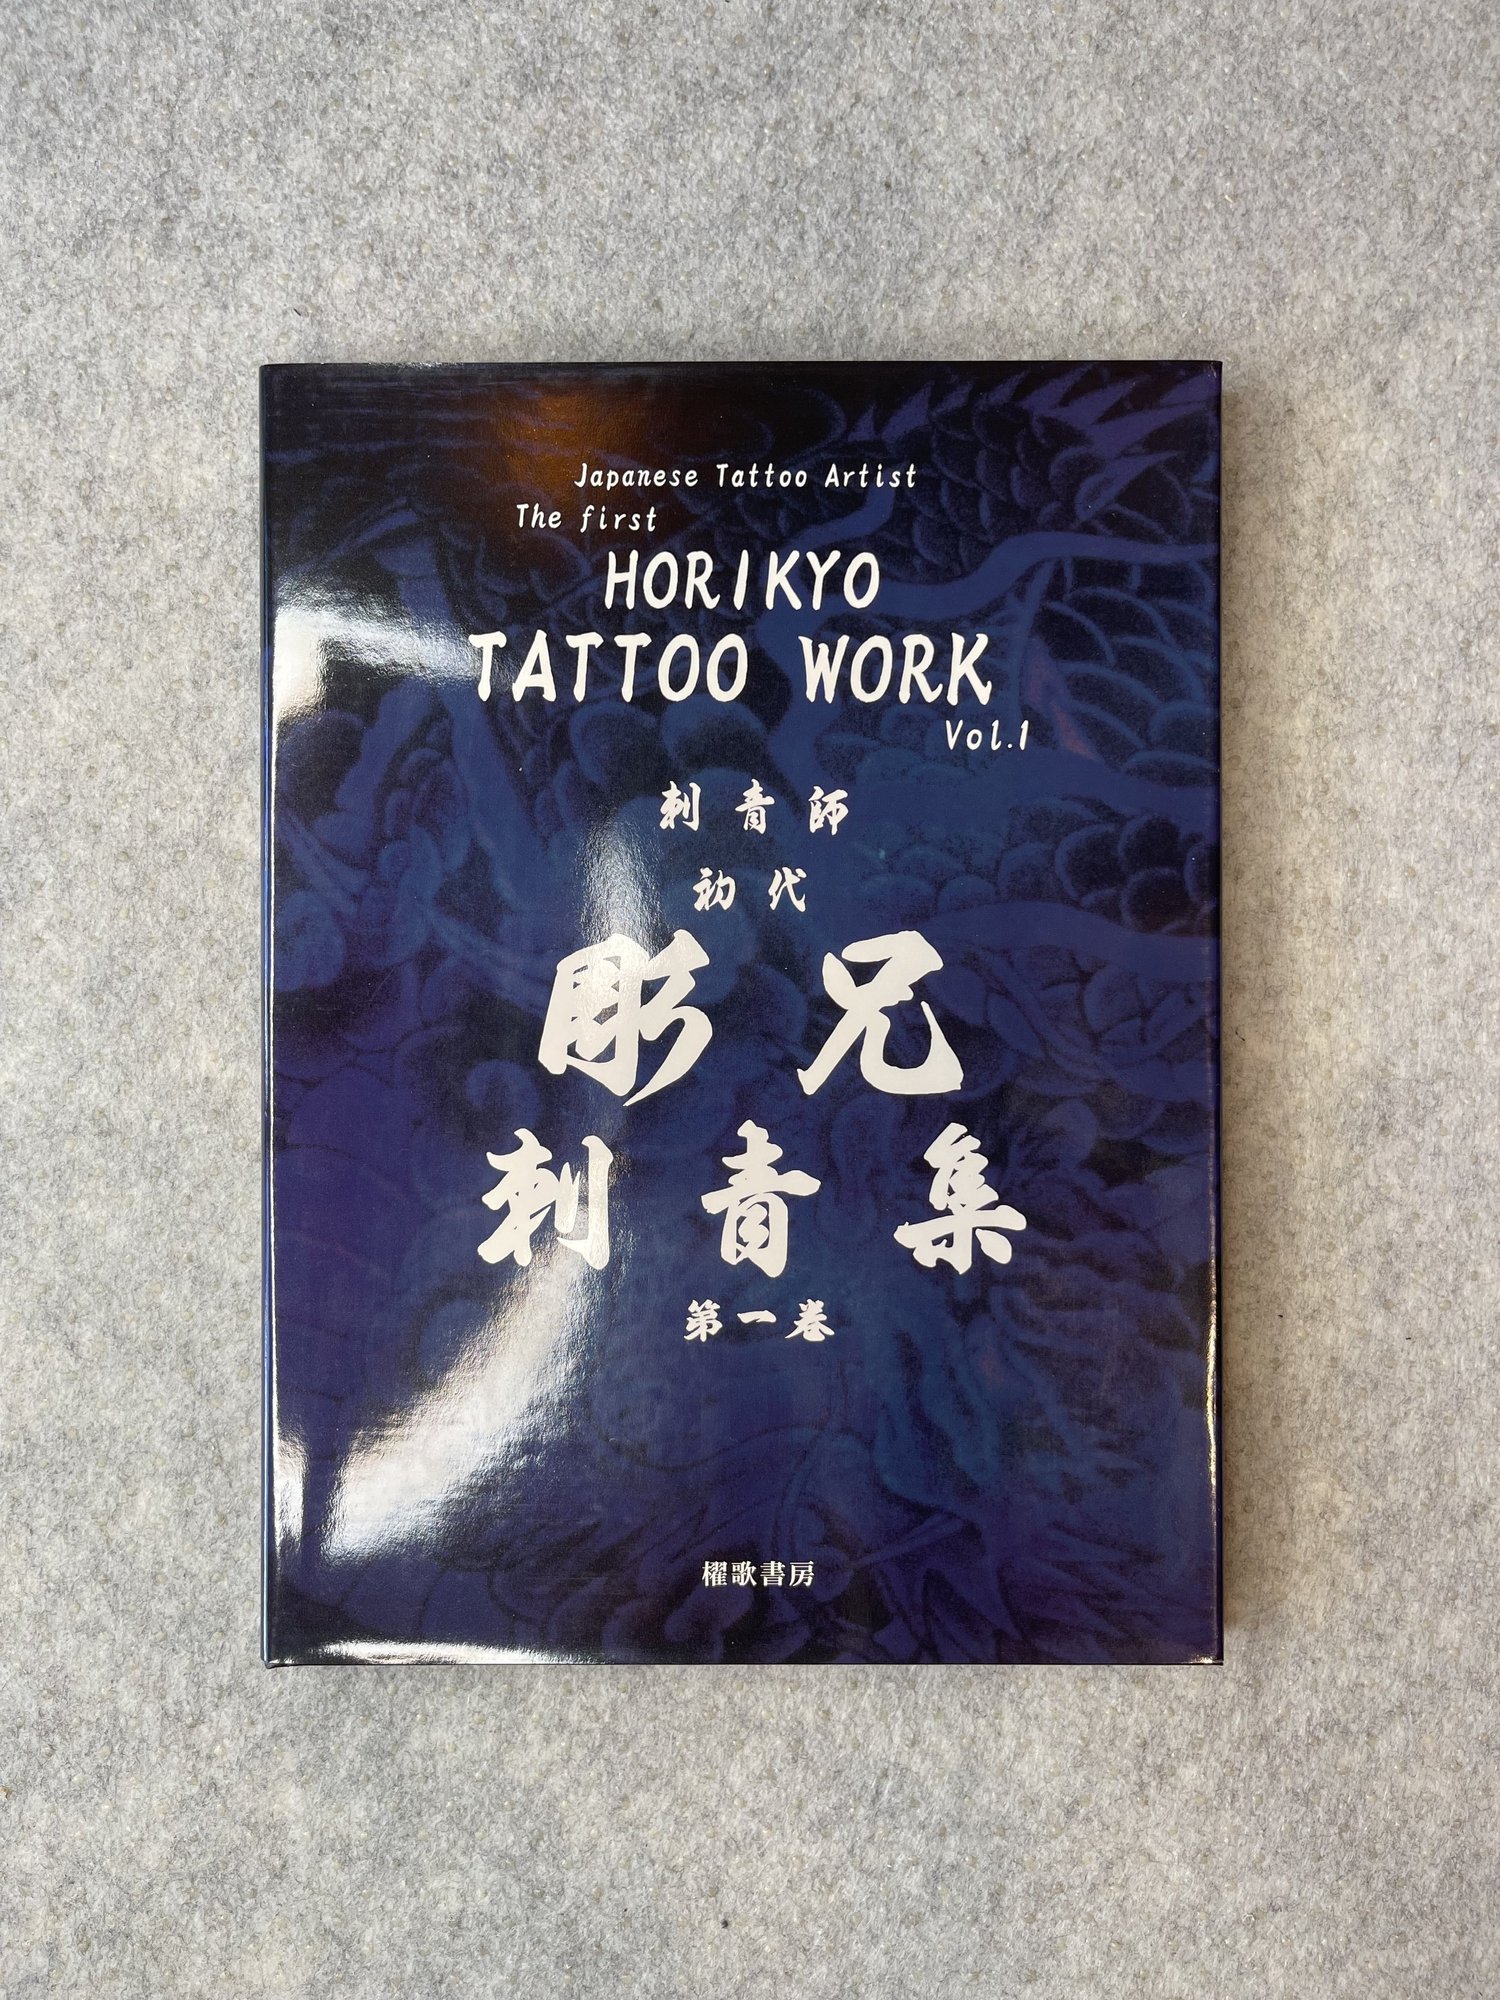 Japanese Tattoo Artist
The first
HORIKYO
TATTOO WORK
Vol.1
刺青師
初代
彫兄
刺青集
第一巻
櫂歌書房